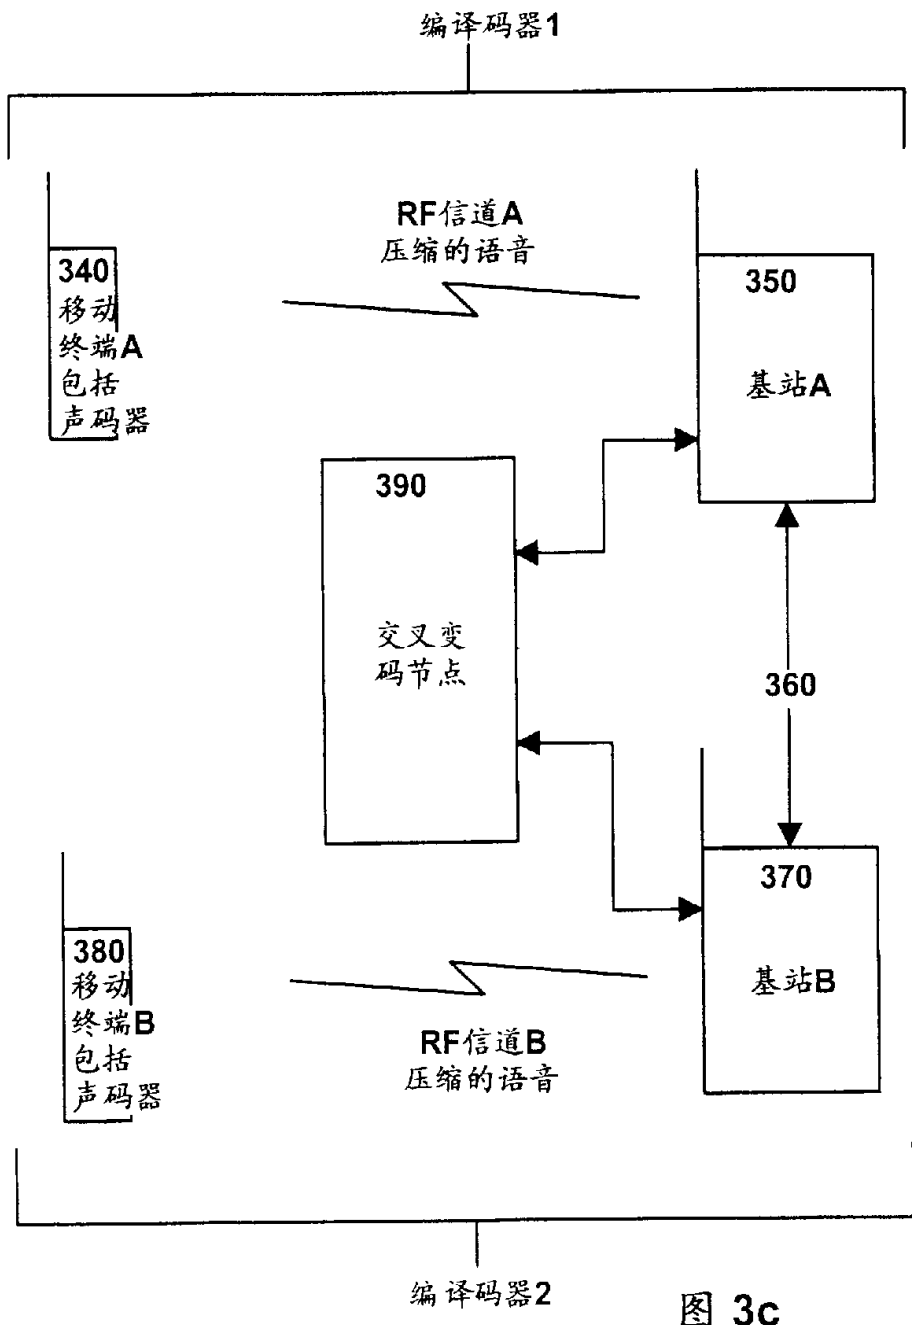 编译码器1
RF信道A
压缩的语音
340
移动
终端A
包括
声码器
350
基站A
390
交叉变
码节点
360
370
基站B
380
移动
终端B
包括
声码器
RF信道B
压缩的语音
编译码器2
图 3c